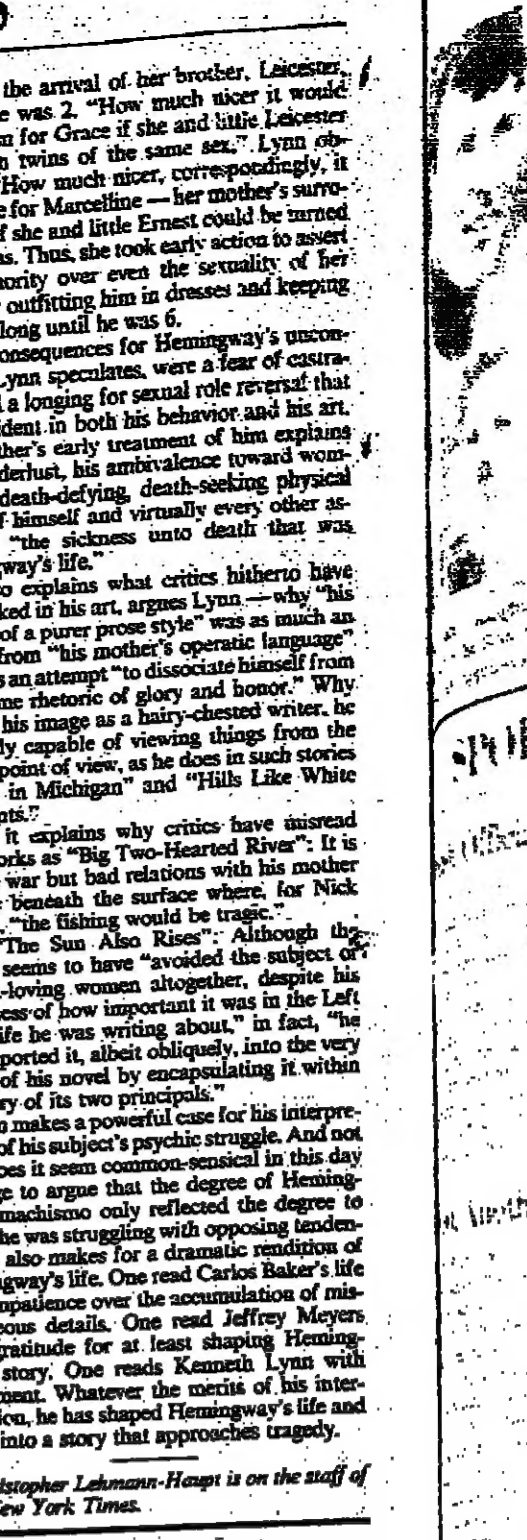 the arrival of her brother, Leicester,
e was 2. "How much nicer it would
m for Grace if she and little Leicester
n twins of the same sex," Lynn ob-
"How much nicer, correspondingly, it
e for Marcelline — her mother's surro-
f she and little Ernest could be turned
as. Thus, she took early action to assert
nority over even the sexuality of her
r outfitting him in dresses and keeping
long until he was 6.
onsequences for Hemingway's uncon-
Lynn speculates, were a fear of castra-
d a longing for sexual role reversal that
ident in both his behavior and his art.
ther's early treatment of him explains
derlust, his ambivalence toward wom-
death-defying, death-seeking physical
f himself and virtually every other as-
"the sickness unto death that was
gway's life."
o explains what critics hitherto have
ked in his art, argues Lynn — why "his
of a purer prose style" was as much an
from "his mother's operatic language"
s an attempt "to dissociate himself from
me rhetoric of glory and honor." Why
his image as a hairy-chested writer, he
ly capable of viewing things from the
point of view, as he does in such stories
in Michigan" and "Hills Like White
nts."
it explains why critics have misread
orks as "Big Two-Hearted River": It is
war but bad relations with his mother
beneath the surface where, for Nick
"the fishing would be tragic."
"The Sun Also Rises": Although the
seems to have "avoided the subject of
-loving women altogether, despite his
ess of how important it was in the Left
ife he was writing about," in fact, "he
ported it, albeit obliquely, into the very
of his novel by encapsulating it within
ry of its two principals."
n makes a powerful case for his interpre-
of his subject's psychic struggle. And not
oes it seem common-sensical in this day
ge to argue that the degree of Heming-
machismo only reflected the degree to
he was struggling with opposing tenden-
also makes for a dramatic rendition of
ngway's life. One read Carlos Baker's life
mpatience over the accumulation of mis-
eous details. One read Jeffrey Meyers
gratitude for at least shaping Heming-
story. One reads Kenneth Lynn with
ment. Whatever the merits of his inter-
ion, he has shaped Hemingway's life and
into a story that approaches tragedy.
istopher Lehmann-Haupt is on the staff of
ew York Times.